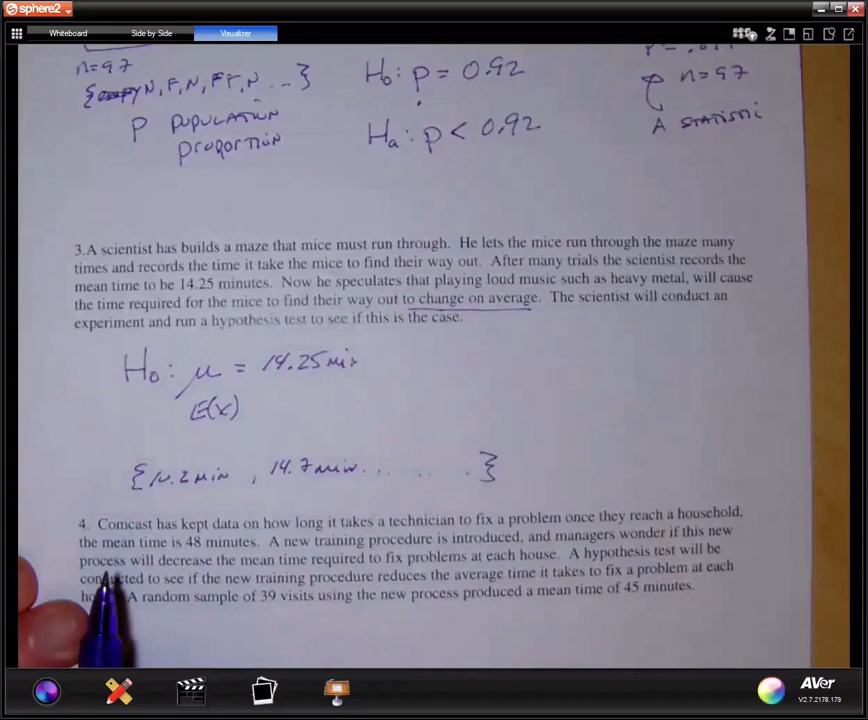 sphere2
Whiteboard
Side by Side
Visualizer
n=97
{N, F, N, FF, N ... }
H0: p = 0.92
n=97
P POPULATION
PROPORTION
Ha: p < 0.92
A STATISTIC
3.A scientist has builds a maze that mice must run through. He lets the mice run through the maze many
times and records the time it take the mice to find their way out. After many trials the scientist records the
mean time to be 14.25 minutes. Now he speculates that playing loud music such as heavy metal, will cause
the time required for the mice to find their way out to change on average. The scientist will conduct an
experiment and run a hypothesis test to see if this is the case.
H0: μ = 14.25 min
E(X)
min , 14.7 min . . . . . . }
4. Comcast has kept data on how long it takes a technician to fix a problem once they reach a household,
the mean time is 48 minutes. A new training procedure is introduced, and managers wonder if this new
process will decrease the mean time required to fix problems at each house. A hypothesis test will be
to see if the new training procedure reduces the average time it takes to fix a problem at each
A random sample of 39 visits using the new process produced a mean time of 45 minutes.
AVer
V2.7.2178.179